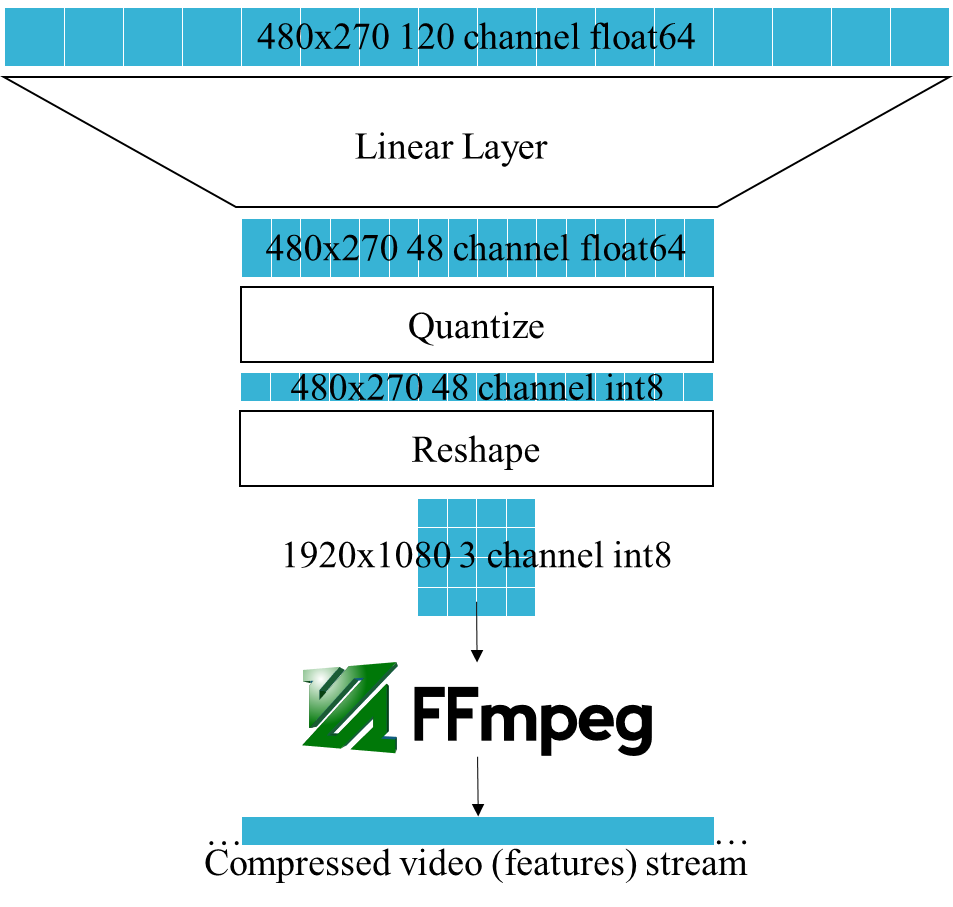 480x270 120 channel float64
Linear Layer
480x270 48 channel float64
Quantize
480x270 48 channel int8
Reshape
1920x1080 3 channel int8
FFmpeg
... ...
Compressed video (features) stream